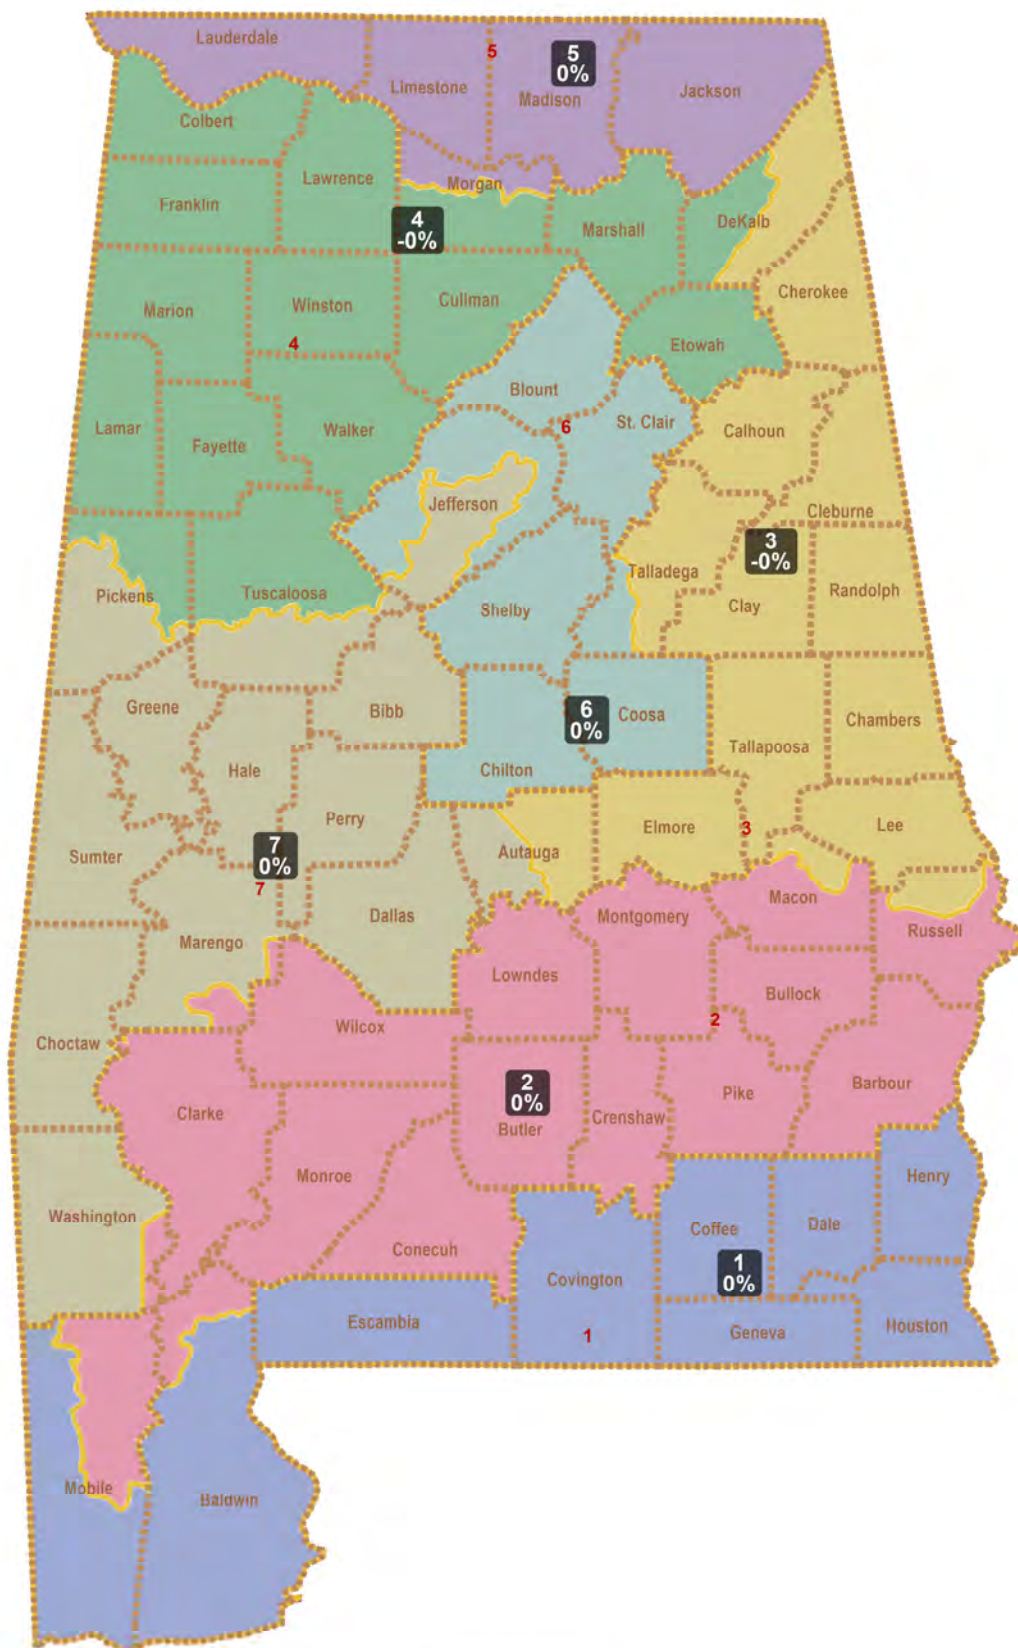 Lauderdale
Limestone
5
5
0%
Madison
Jackson
Colbert
Lawrence
Morgan
Franklin
4
-0%
Marshall
DeKalb
Marion
Winston
Cullman
Cherokee
4
Etowah
Blount
Lamar
Fayette
Walker
6
St. Clair
Calhoun
Jefferson
Cleburne
3
-0%
Talladega
Pickens
Tuscaloosa
Shelby
Clay
Randolph
Greene
Bibb
6
0%
Coosa
Chambers
Hale
Chilton
Tallapoosa
Perry
Elmore
3
Lee
Sumter
7
0%
7
Autauga
Marengo
Dallas
Montgomery
Macon
Russell
Lowndes
Bullock
Choctaw
Wilcox
2
Clarke
2
0%
Butler
Crenshaw
Pike
Barbour
Monroe
Henry
Washington
Conecuh
Coffee
Dale
1
0%
Covington
Escambia
1
Geneva
Houston
Mobile
Baldwin